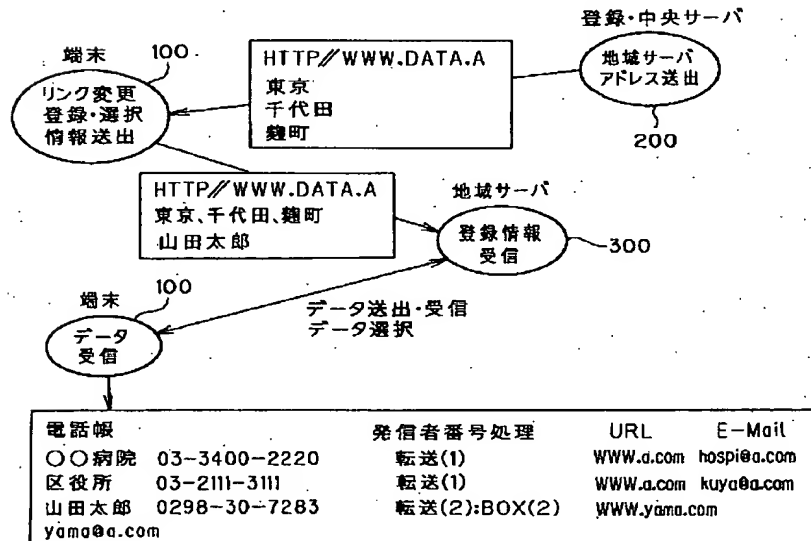 登録・中央サーバ
端末
100
HTTP//WWW.DATA.A
東京
千代田
麹町
地域サーバ
アドレス送出
200
リンク変更
登録・選択
情報送出
HTTP//WWW.DATA.A
東京、千代田、麹町
山田太郎
地域サーバ
登録情報
受信
300
端末
100
データ
受信
データ送出・受信
データ選択
電話帳 発信者番号処理 URL E-Mail
〇〇病院 03-3400-2220 転送(1) WWW.a.com hospi@a.com
区役所 03-2111-3111 転送(1) WWW.a.com kuya@a.com
山田太郎 0298-30-7283 転送(2):BOX(2) WWW.yama.com
yama@a.com